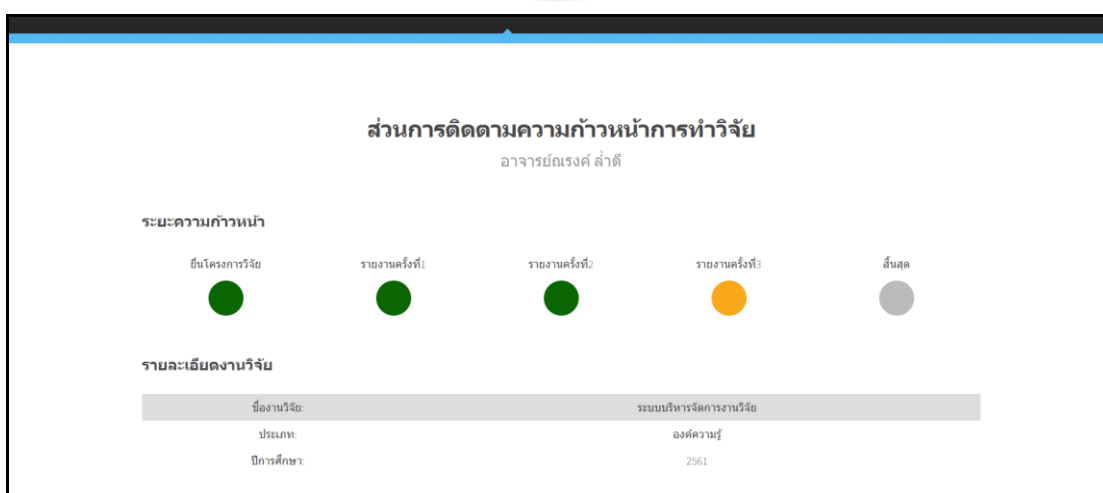 ส่วนการติดตามความก้าวหน้าการทำวิจัย
อาจารย์ณรงค์ ล่ำดี
ระยะความก้าวหน้า
ยื่นโครงการวิจัย รายงานครั้งที่1 รายงานครั้งที่2 รายงานครั้งที่3 สิ้นสุด
รายละเอียดงานวิจัย
ชื่องานวิจัย: ระบบบริหารจัดการงานวิจัย
ประเภท: องค์ความรู้
ปีการศึกษา: 2561